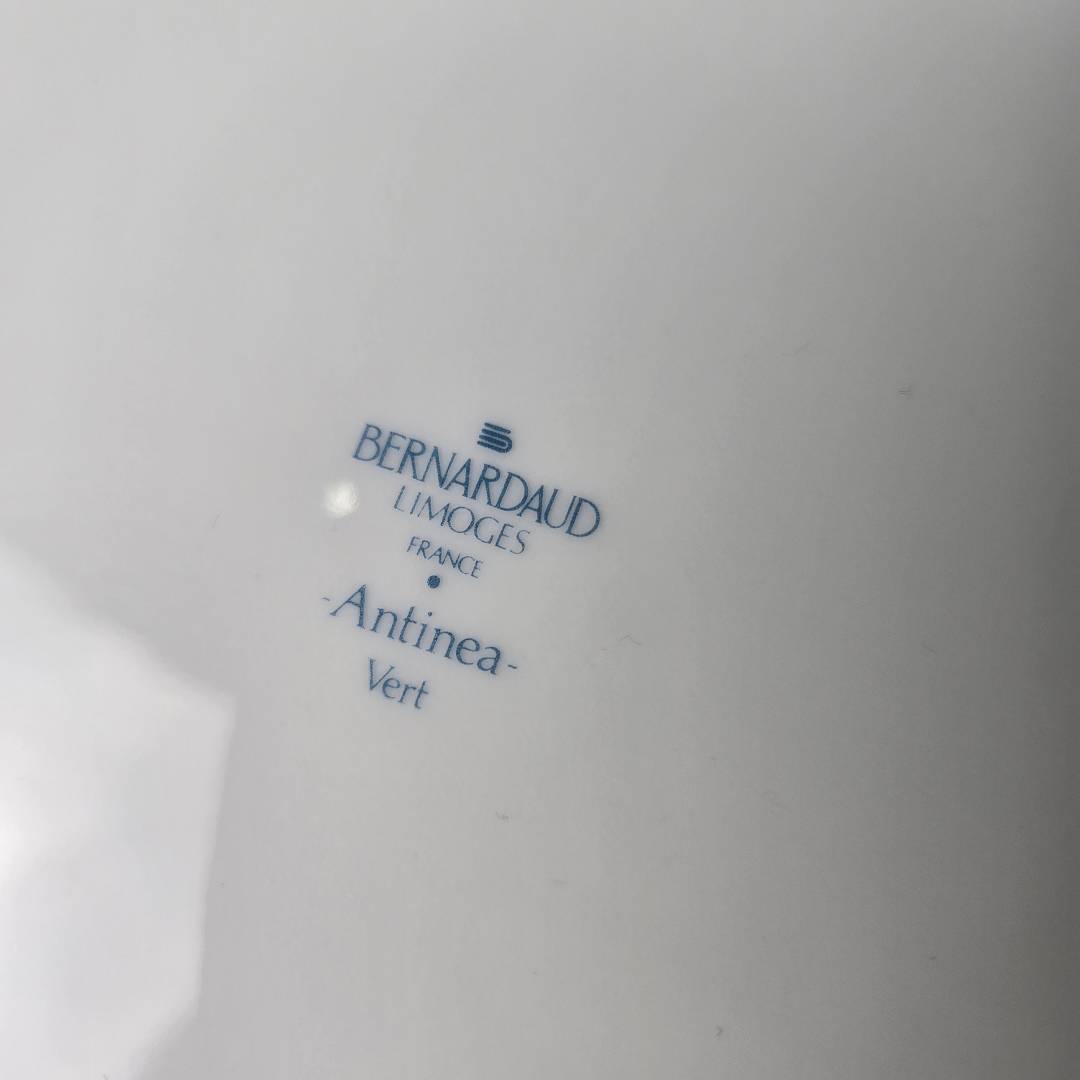 BERNARDAUD
LIMOGES
FRANCE
-Antinea-
Vert